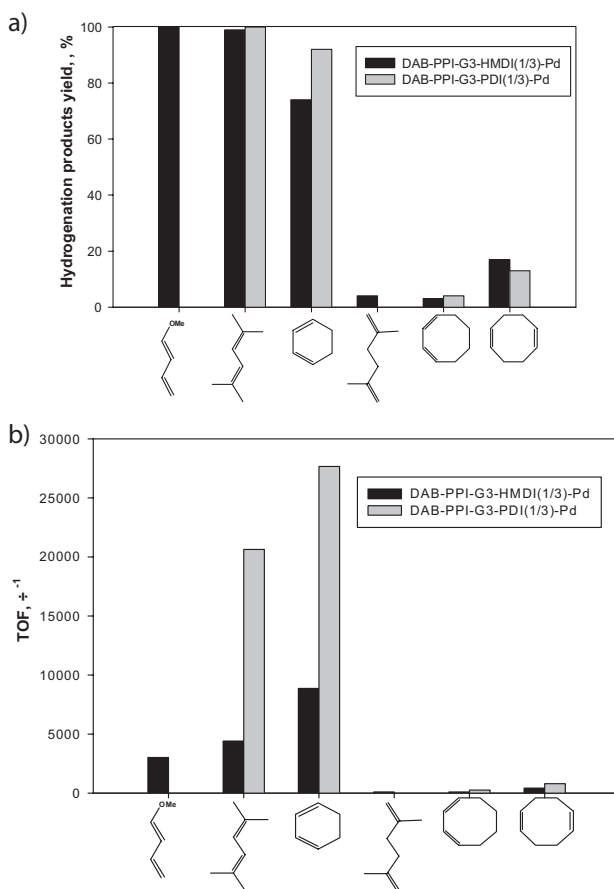 a)
Hydrogenation products yield, , %
100
80
60
40
20
0
DAB-PPI-G3-HMDI(1/3)-Pd
DAB-PPI-G3-PDI(1/3)-Pd
OMe
b)
TOF, ÷⁻¹
30000
25000
20000
15000
10000
5000
0
DAB-PPI-G3-HMDI(1/3)-Pd
DAB-PPI-G3-PDI(1/3)-Pd
OMe